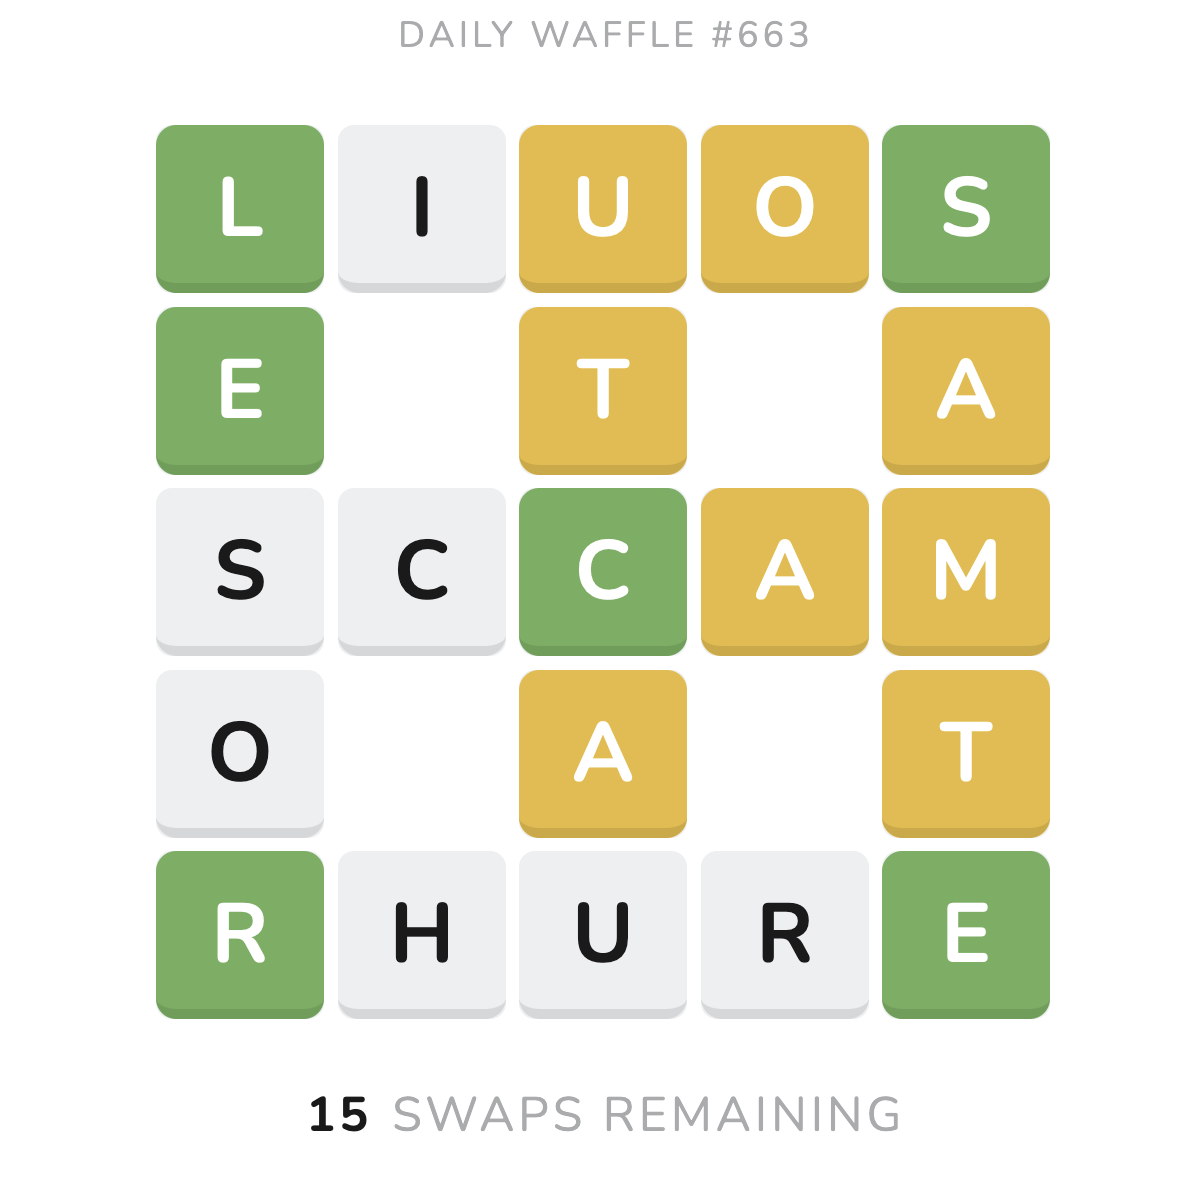 DAILY WAFFLE #663
L I U O S
E T A
S C C A M
O A T
R H U R E
15 SWAPS REMAINING